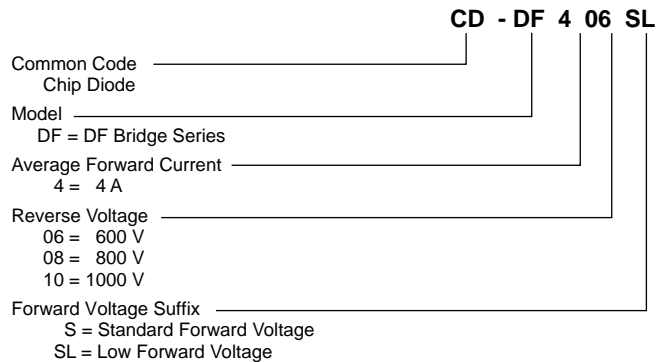 CD - DF 4 06 SL
Common Code
Chip Diode
Model
DF = DF Bridge Series
Average Forward Current
4 = 4 A
Reverse Voltage
06 = 600 V
08 = 800 V
10 = 1000 V
Forward Voltage Suffix
S = Standard Forward Voltage
SL = Low Forward Voltage